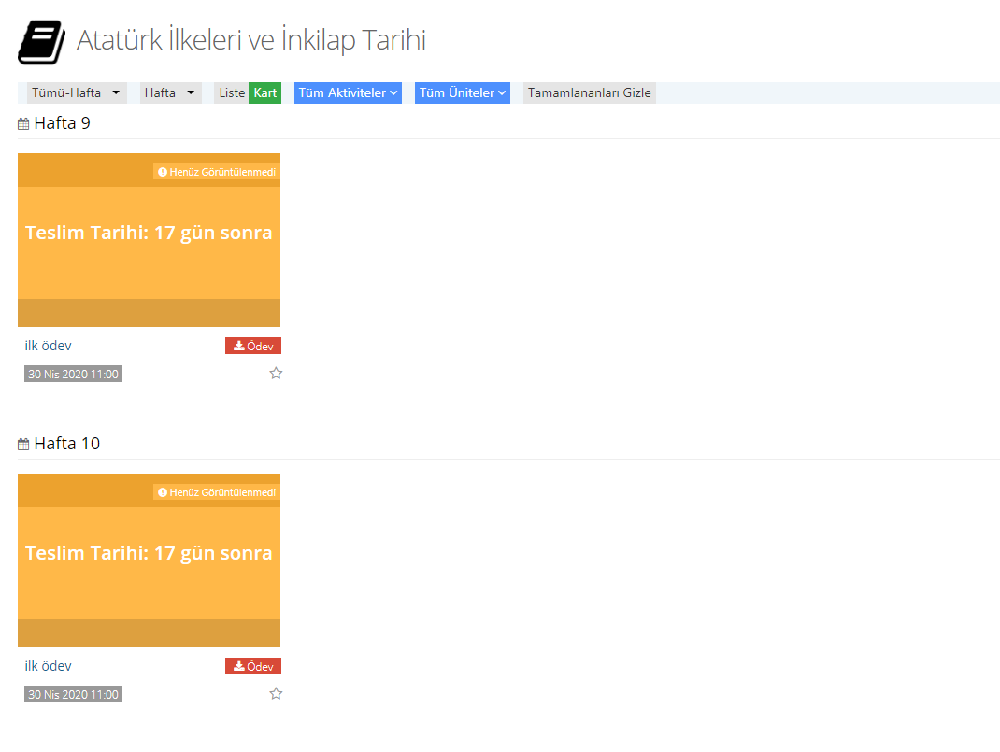 Atatürk İlkeleri ve İnkilap Tarihi
Tümü-Hafta Hafta Liste Kart Tüm Aktiviteler Tüm Üniteler Tamamlananları Gizle
Hafta 9
Henüz Görüntülenmedi
Teslim Tarihi: 17 gün sonra
ilk ödev Ödev
30 Nis 2020 11:00
Hafta 10
Henüz Görüntülenmedi
Teslim Tarihi: 17 gün sonra
ilk ödev Ödev
30 Nis 2020 11:00